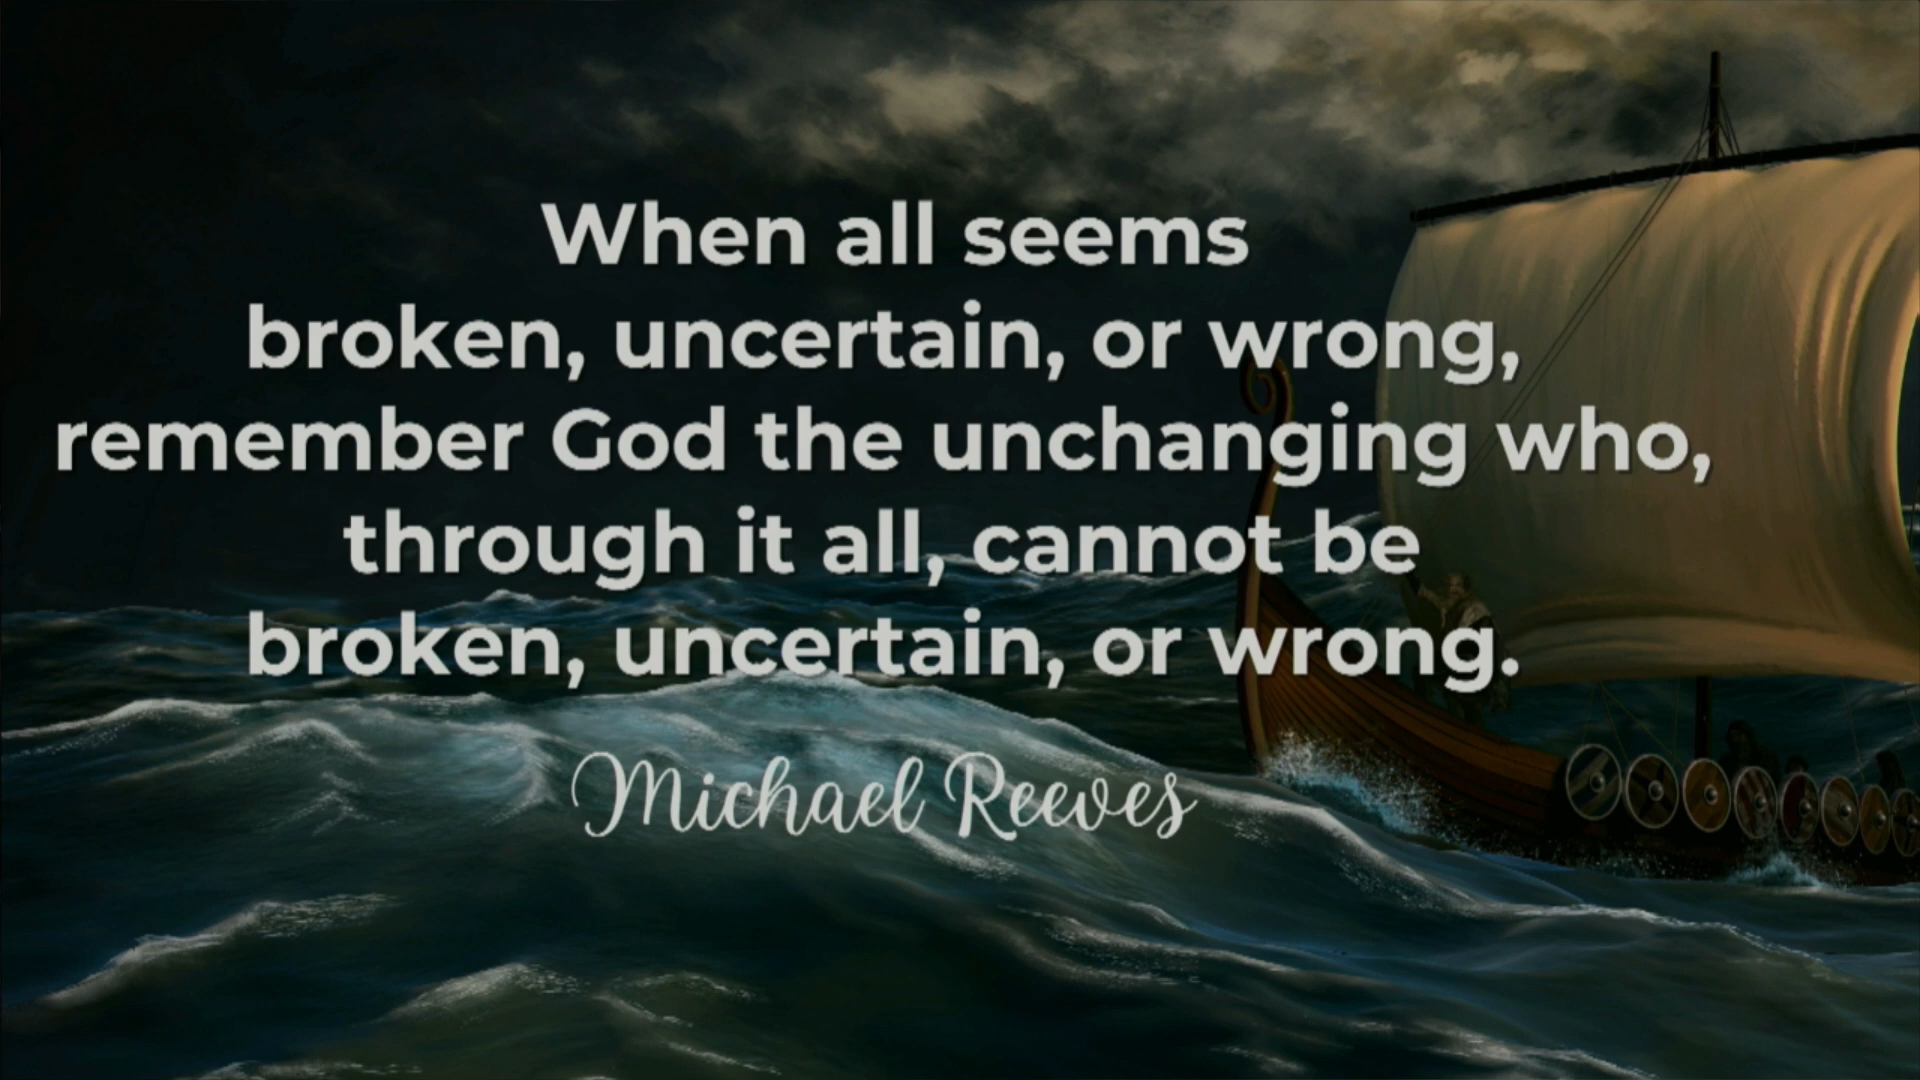 When all seems
broken, uncertain, or wrong,
remember God the unchanging who,
through it all, cannot be
broken, uncertain, or wrong.
Michael Reeves